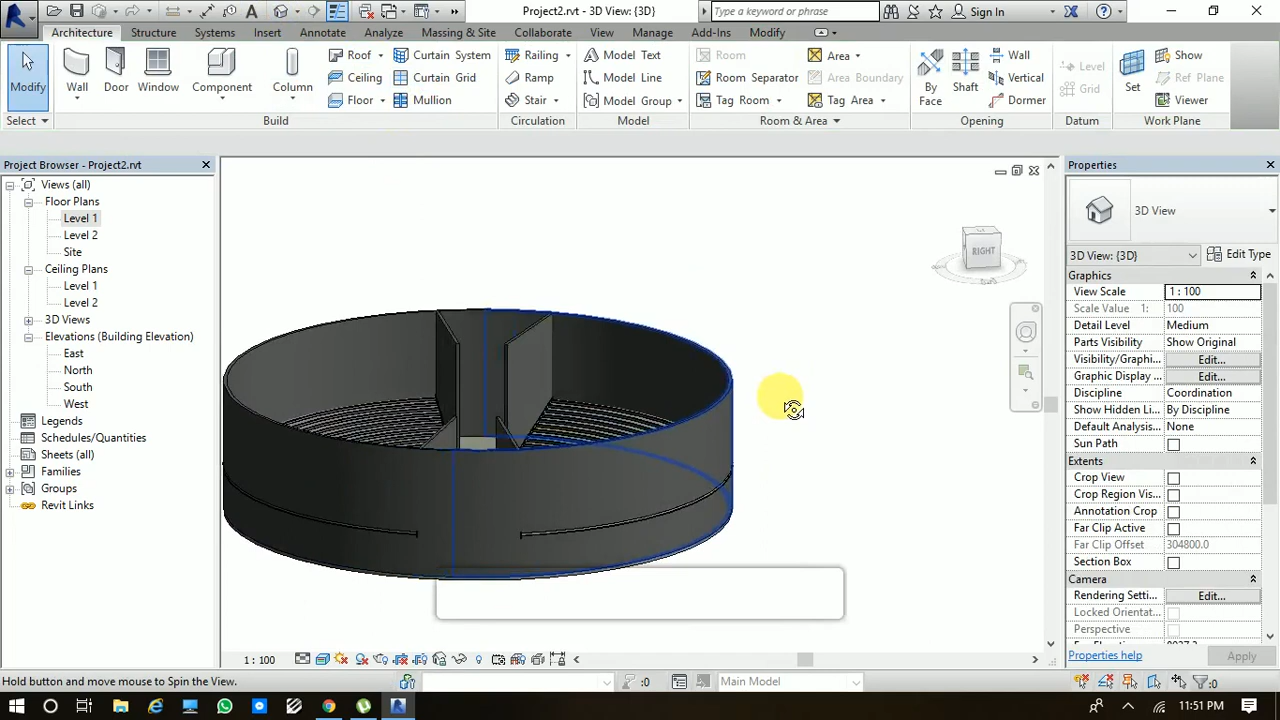 Project2.rvt - 3D View: {3D}
Type a keyword or phrase
Sign In
Architecture Structure Systems Insert Annotate Analyze Massing & Site Collaborate View Manage Add-Ins Modify
Modify
Wall
Door
Window
Component
Column
Roof
Ceiling
Floor
Curtain System
Curtain Grid
Mullion
Railing
Ramp
Stair
Model Text
Model Line
Model Group
Room
Room Separator
Tag Room
Area
Area Boundary
Tag Area
By Face
Shaft
Wall
Vertical
Dormer
Level
Grid
Set
Show
Ref Plane
Viewer
Select Build Circulation Model Room & Area Opening Datum Work Plane
Project Browser - Project2.rvt
Views (all)
Floor Plans
Level 1
Level 2
Site
Ceiling Plans
Level 1
Level 2
3D Views
Elevations (Building Elevation)
East
North
South
West
Legends
Schedules/Quantities
Sheets (all)
Families
Groups
Revit Links
RIGHT
1 : 100
Properties
3D View
3D View: {3D} Edit Type
Graphics
View Scale 1 : 100
Scale Value 1: 100
Detail Level Medium
Parts Visibility Show Original
Visibility/Graphi... Edit...
Graphic Display ... Edit...
Discipline Coordination
Show Hidden Li... By Discipline
Default Analysis... None
Sun Path
Extents
Crop View
Crop Region Vis...
Annotation Crop
Far Clip Active
Far Clip Offset 304800.0
Section Box
Camera
Rendering Setti... Edit...
Locked Orientat...
Perspective
Properties help Apply
Hold button and move mouse to Spin the View.
:0
Main Model
:0
11:51 PM